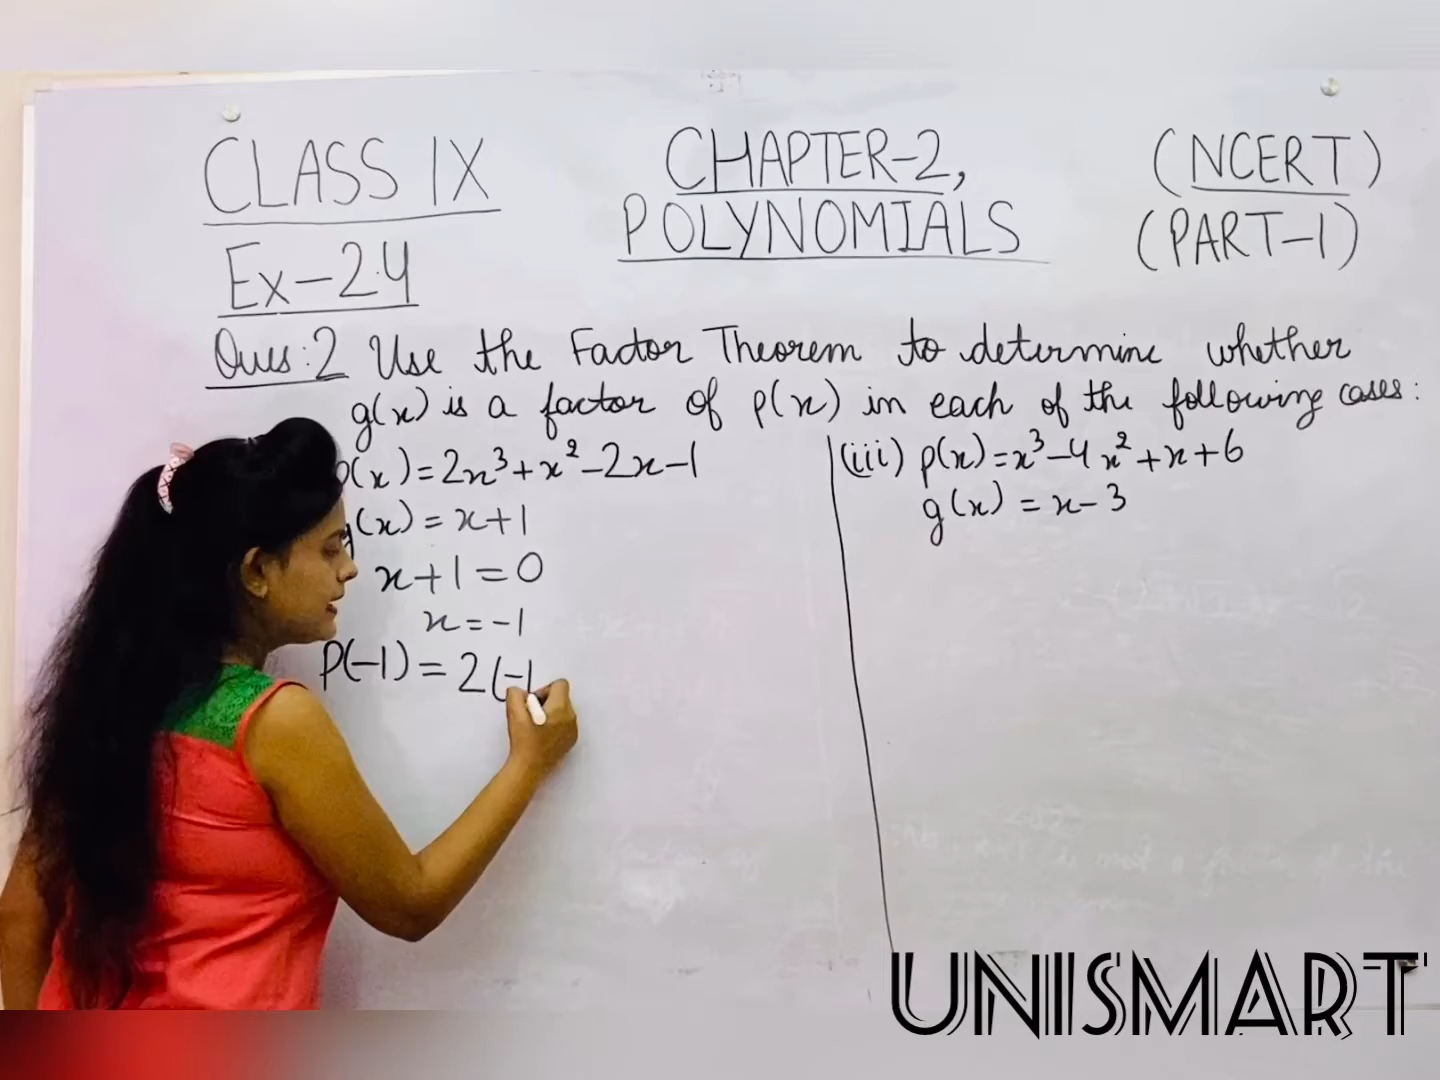 CLASS IX
CHAPTER-2,
(NCERT)
POLYNOMIALS
(PART-1)
Ex-2.4
Ques:2 Use the Factor Theorem to determine whether
g(x) is a factor of p(x) in each of the following cases:
p(x)=2x³+x²-2x-1
g(x)=x+1
x+1=0
x=-1
P(-1)=2(-1
(iii) p(x)=x³-4x²+x+6
g(x)=x-3
UNISMART